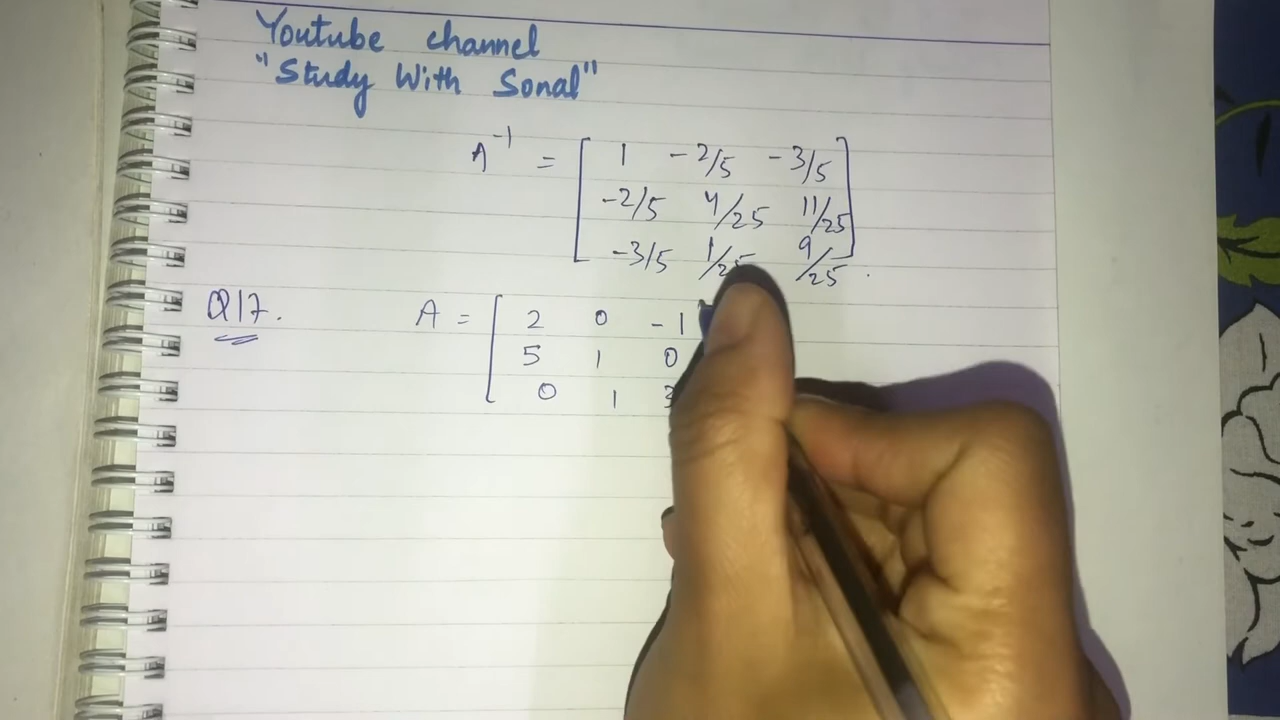 Youtube channel
"Study With Sonal"
A⁻¹ = [ 1 -2/5 -3/5
-2/5 4/25 11/25
-3/5 1/25 9/25 ] .
Q17. A = [ 2 0 -1
5 1 0
0 1 3